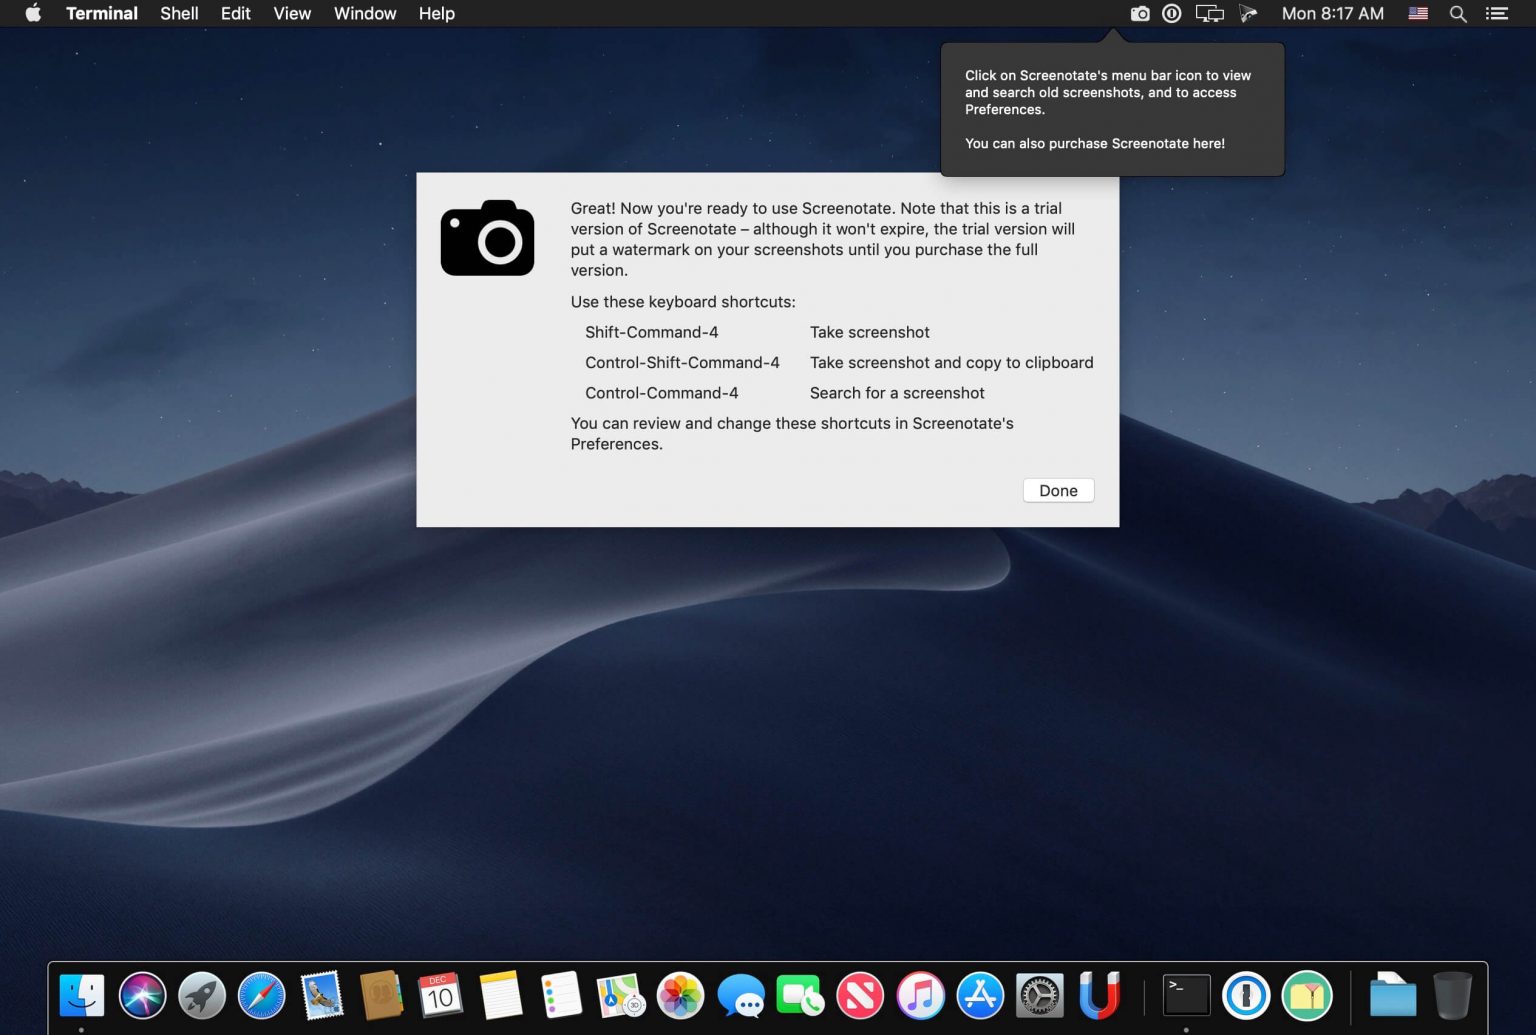 Terminal Shell Edit View Window Help Mon 8:17 AM
Click on Screenotate's menu bar icon to view
and search old screenshots, and to access
Preferences.
You can also purchase Screenotate here!
Great! Now you're ready to use Screenotate. Note that this is a trial
version of Screenotate – although it won't expire, the trial version will
put a watermark on your screenshots until you purchase the full
version.
Use these keyboard shortcuts:
Shift-Command-4 Take screenshot
Control-Shift-Command-4 Take screenshot and copy to clipboard
Control-Command-4 Search for a screenshot
You can review and change these shortcuts in Screenotate's
Preferences.
Done
DEC
10
3D
>_